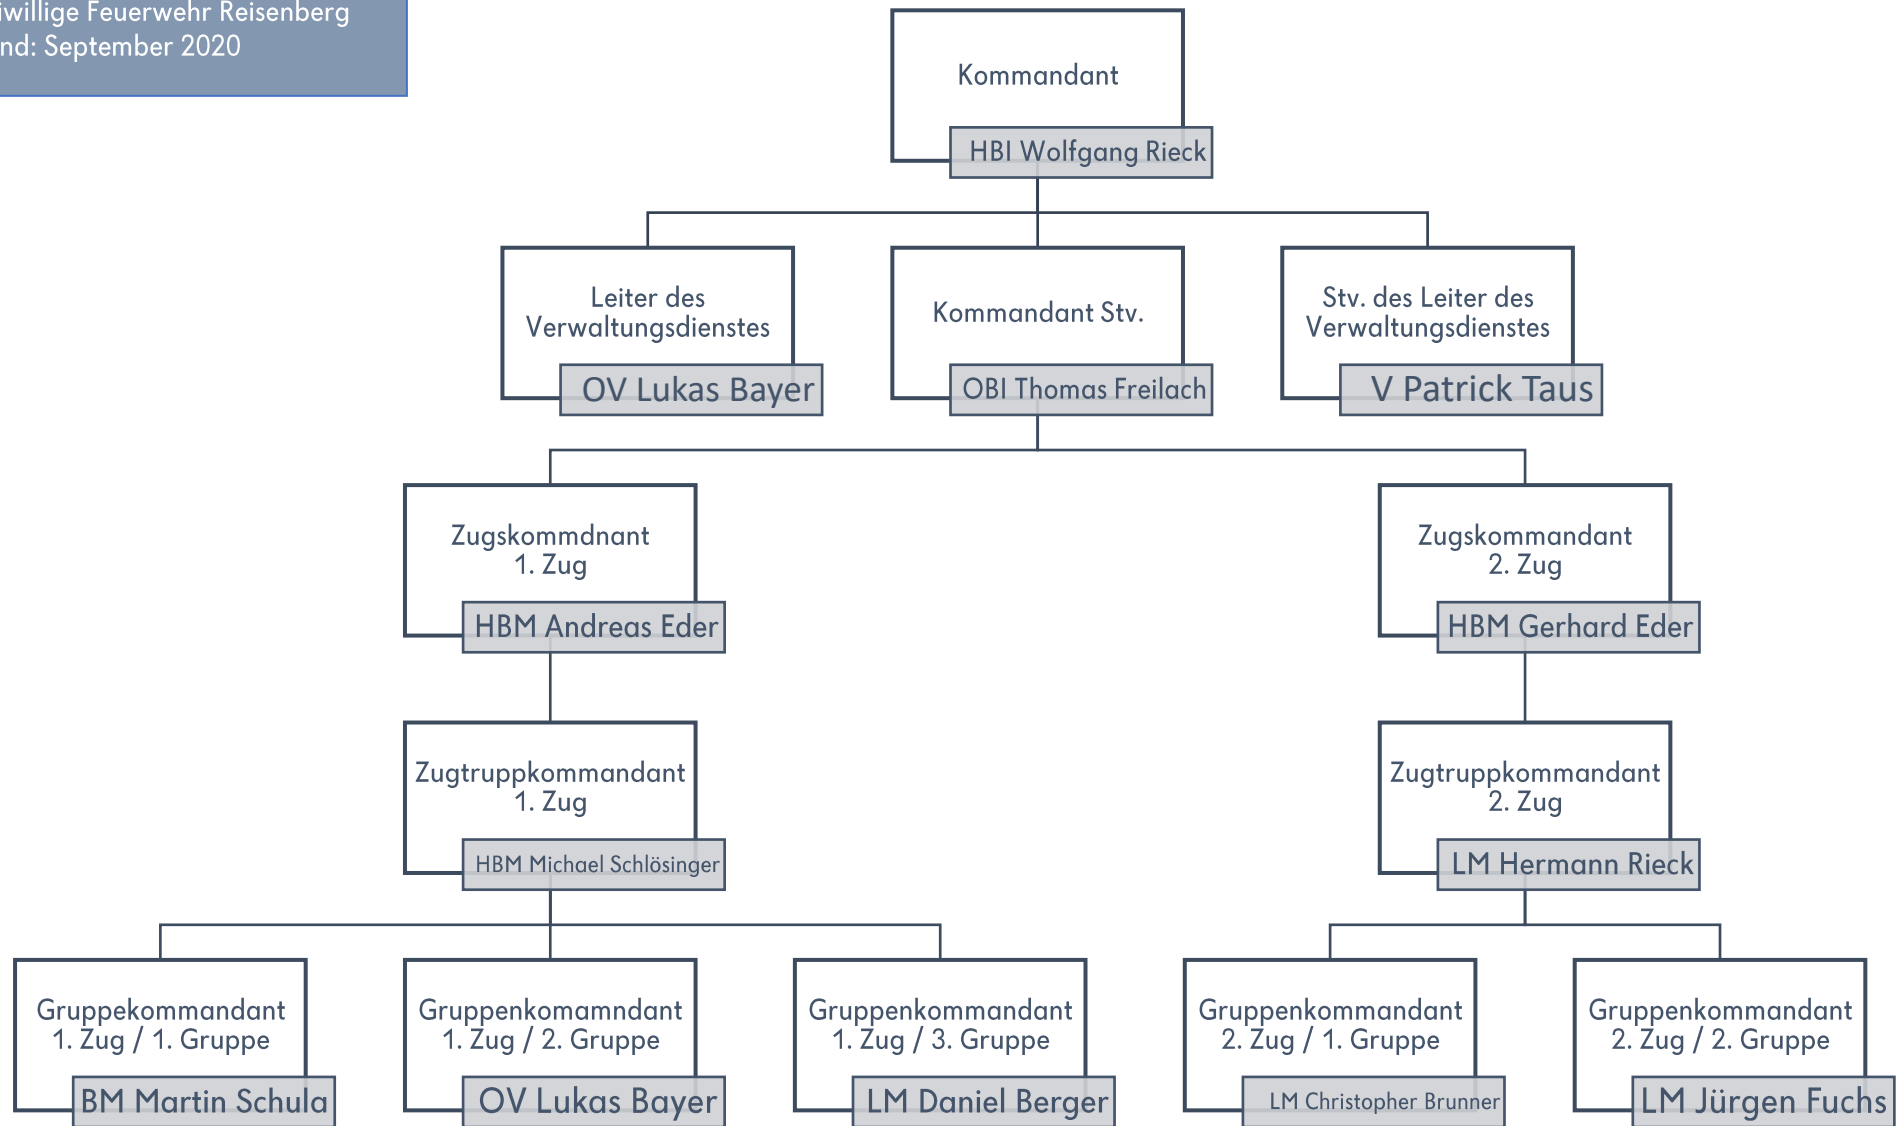 iwillige Feuerwehr Reisenberg
nd: September 2020
Kommandant
HBI Wolfgang Rieck
Leiter des
Verwaltungsdienstes
OV Lukas Bayer
Kommandant Stv.
OBI Thomas Freilach
Stv. des Leiter des
Verwaltungsdienstes
V Patrick Taus
Zugskommdnant
1. Zug
HBM Andreas Eder
Zugskommandant
2. Zug
HBM Gerhard Eder
Zugtruppkommandant
1. Zug
HBM Michael Schlösinger
Zugtruppkommandant
2. Zug
LM Hermann Rieck
Gruppekommandant
1. Zug / 1. Gruppe
BM Martin Schula
Gruppenkomamndant
1. Zug / 2. Gruppe
OV Lukas Bayer
Gruppenkommandant
1. Zug / 3. Gruppe
LM Daniel Berger
Gruppenkommandant
2. Zug / 1. Gruppe
LM Christopher Brunner
Gruppenkommandant
2. Zug / 2. Gruppe
LM Jürgen Fuchs